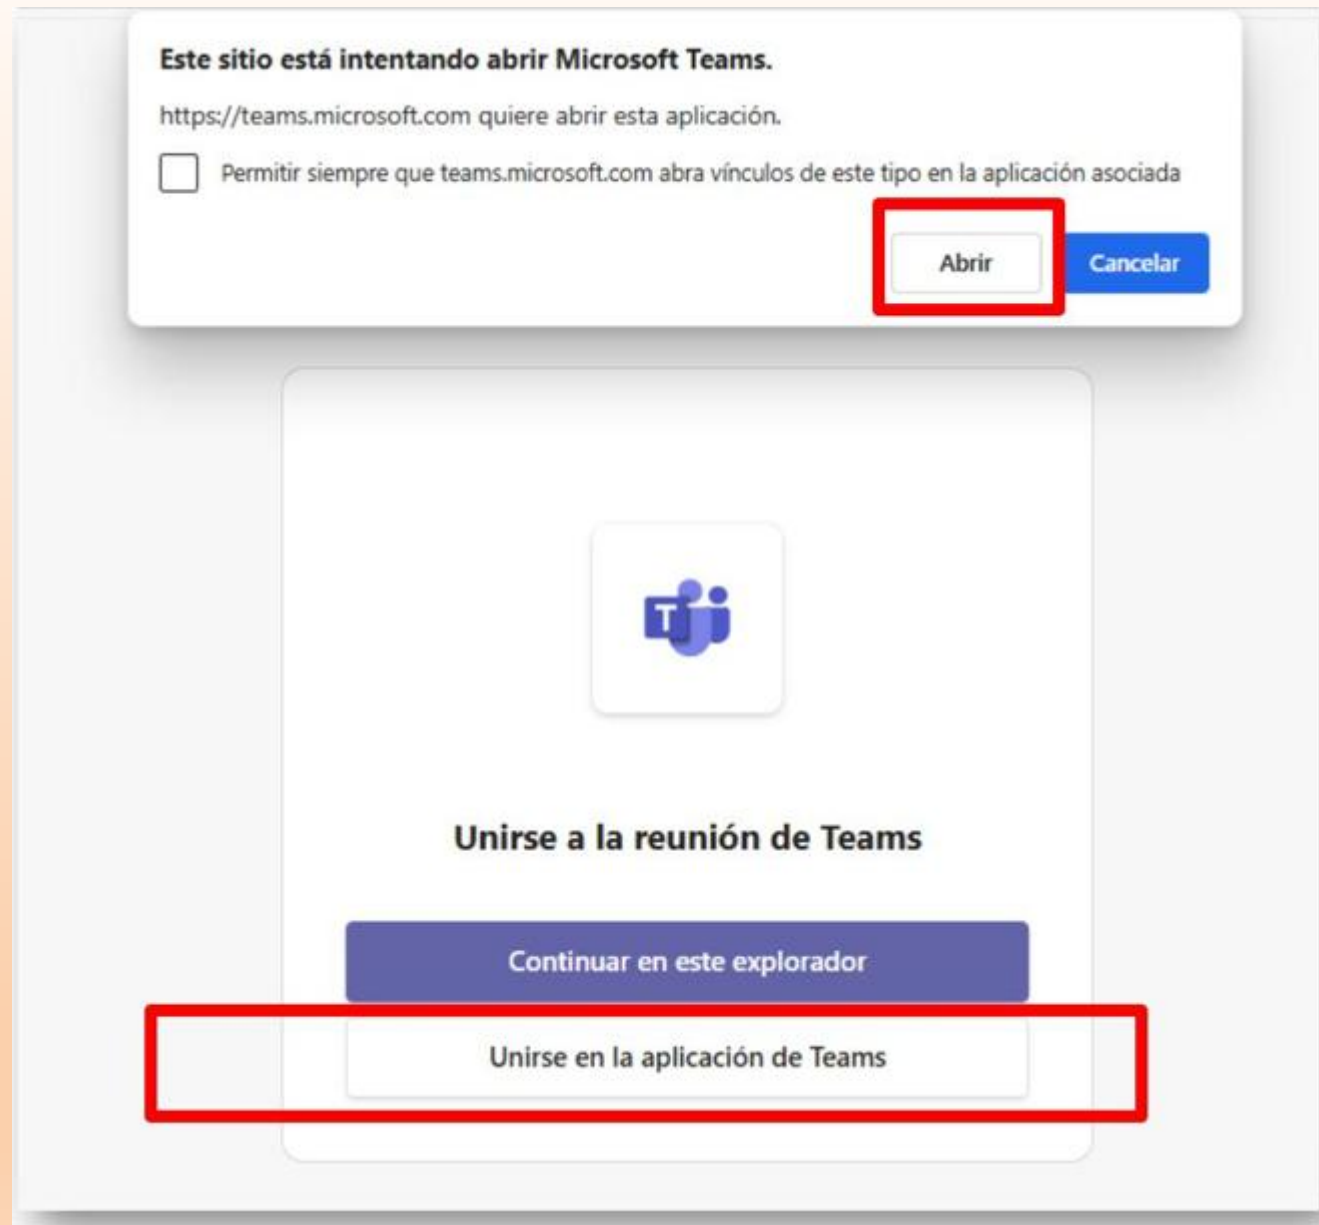 Este sitio está intentando abrir Microsoft Teams.
https://teams.microsoft.com quiere abrir esta aplicación.
Permitir siempre que teams.microsoft.com abra vínculos de este tipo en la aplicación asociada
Abrir
Cancelar
T
Unirse a la reunión de Teams
Continuar en este explorador
Unirse en la aplicación de Teams